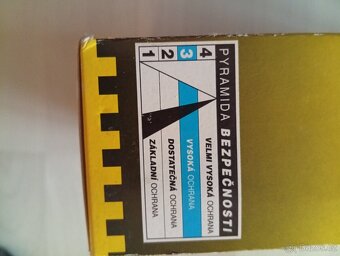 PYRAMIDA BEZPEČNOSTI
4 VELMI VYSOKÁ OCHRANA
3 VYSOKÁ OCHRANA
2 DOSTATEČNÁ OCHRANA
1 ZÁKLADNÍ OCHRANA